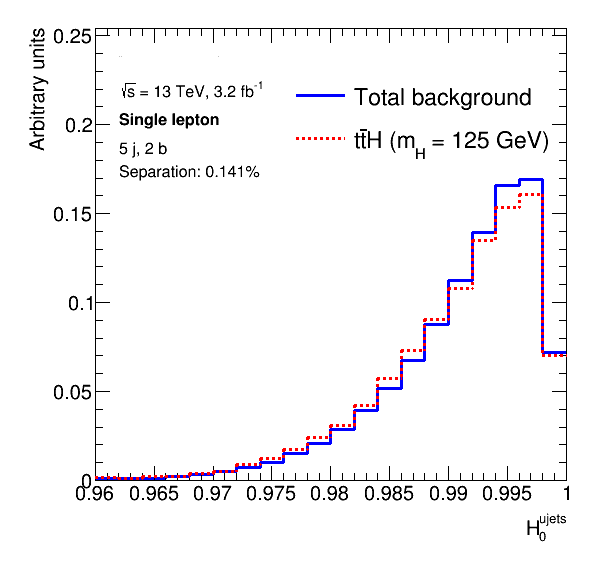 Arbitrary units
0.25
0.2
0.15
0.1
0.05
0
√s = 13 TeV, 3.2 fb⁻¹
Single lepton
5 j, 2 b
Separation: 0.141%
Total background
tt̄H (m_H = 125 GeV)
0.96 0.965 0.97 0.975 0.98 0.985 0.99 0.995 1
H₀ᵘʲᵉᵗˢ